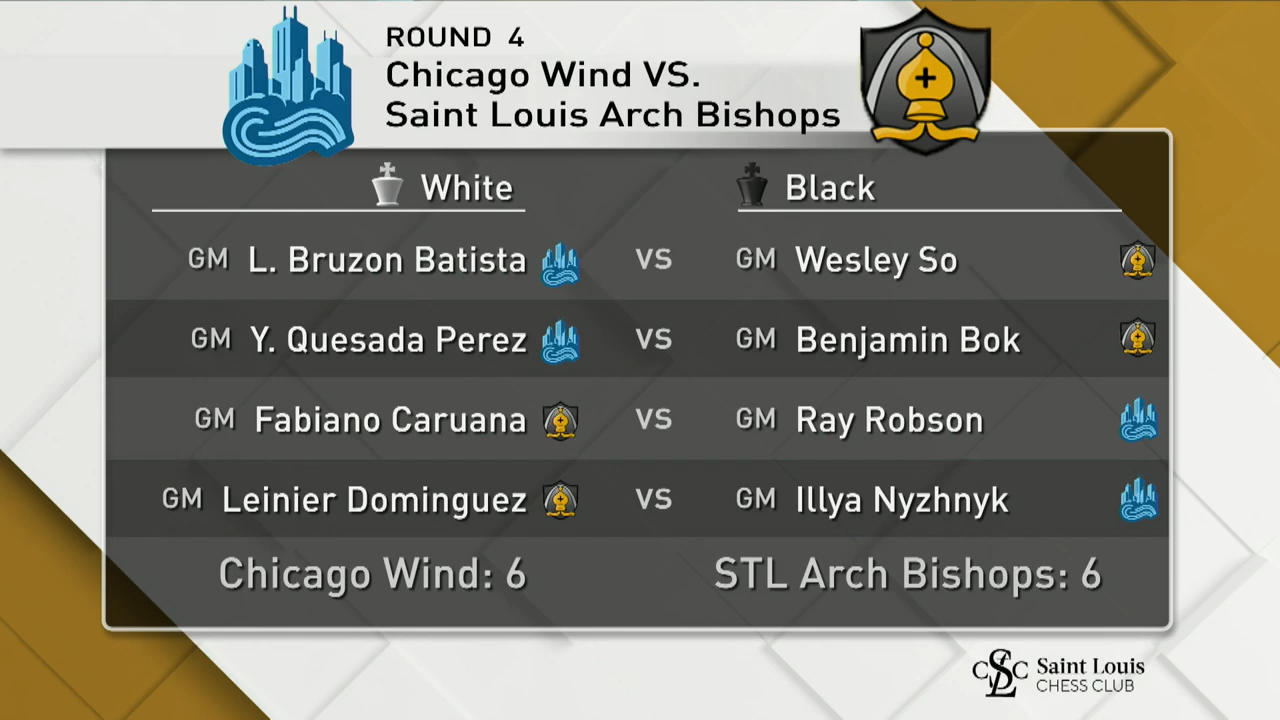 ROUND 4
Chicago Wind VS.
Saint Louis Arch Bishops
White Black
GM L. Bruzon Batista VS GM Wesley So
GM Y. Quesada Perez VS GM Benjamin Bok
GM Fabiano Caruana VS GM Ray Robson
GM Leinier Dominguez VS GM Illya Nyzhnyk
Chicago Wind: 6 STL Arch Bishops: 6
CSLC Saint Louis
CHESS CLUB